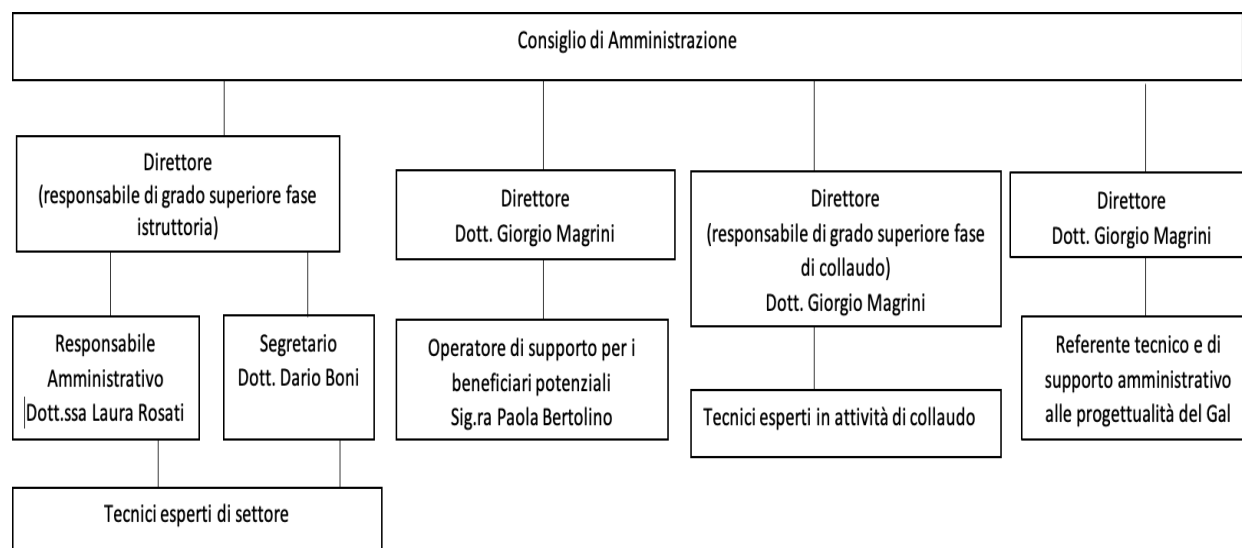 Consiglio di Amministrazione
Direttore
(responsabile di grado superiore fase
istruttoria)
Direttore
Dott. Giorgio Magrini
Direttore
(responsabile di grado superiore fase
di collaudo)
Dott. Giorgio Magrini
Direttore
Dott. Giorgio Magrini
Responsabile
Amministrativo
Dott.ssa Laura Rosati
Segretario
Dott. Dario Boni
Operatore di supporto per i
beneficiari potenziali
Sig.ra Paola Bertolino
Tecnici esperti in attività di collaudo
Referente tecnico e di
supporto amministrativo
alle progettualità del Gal
Tecnici esperti di settore